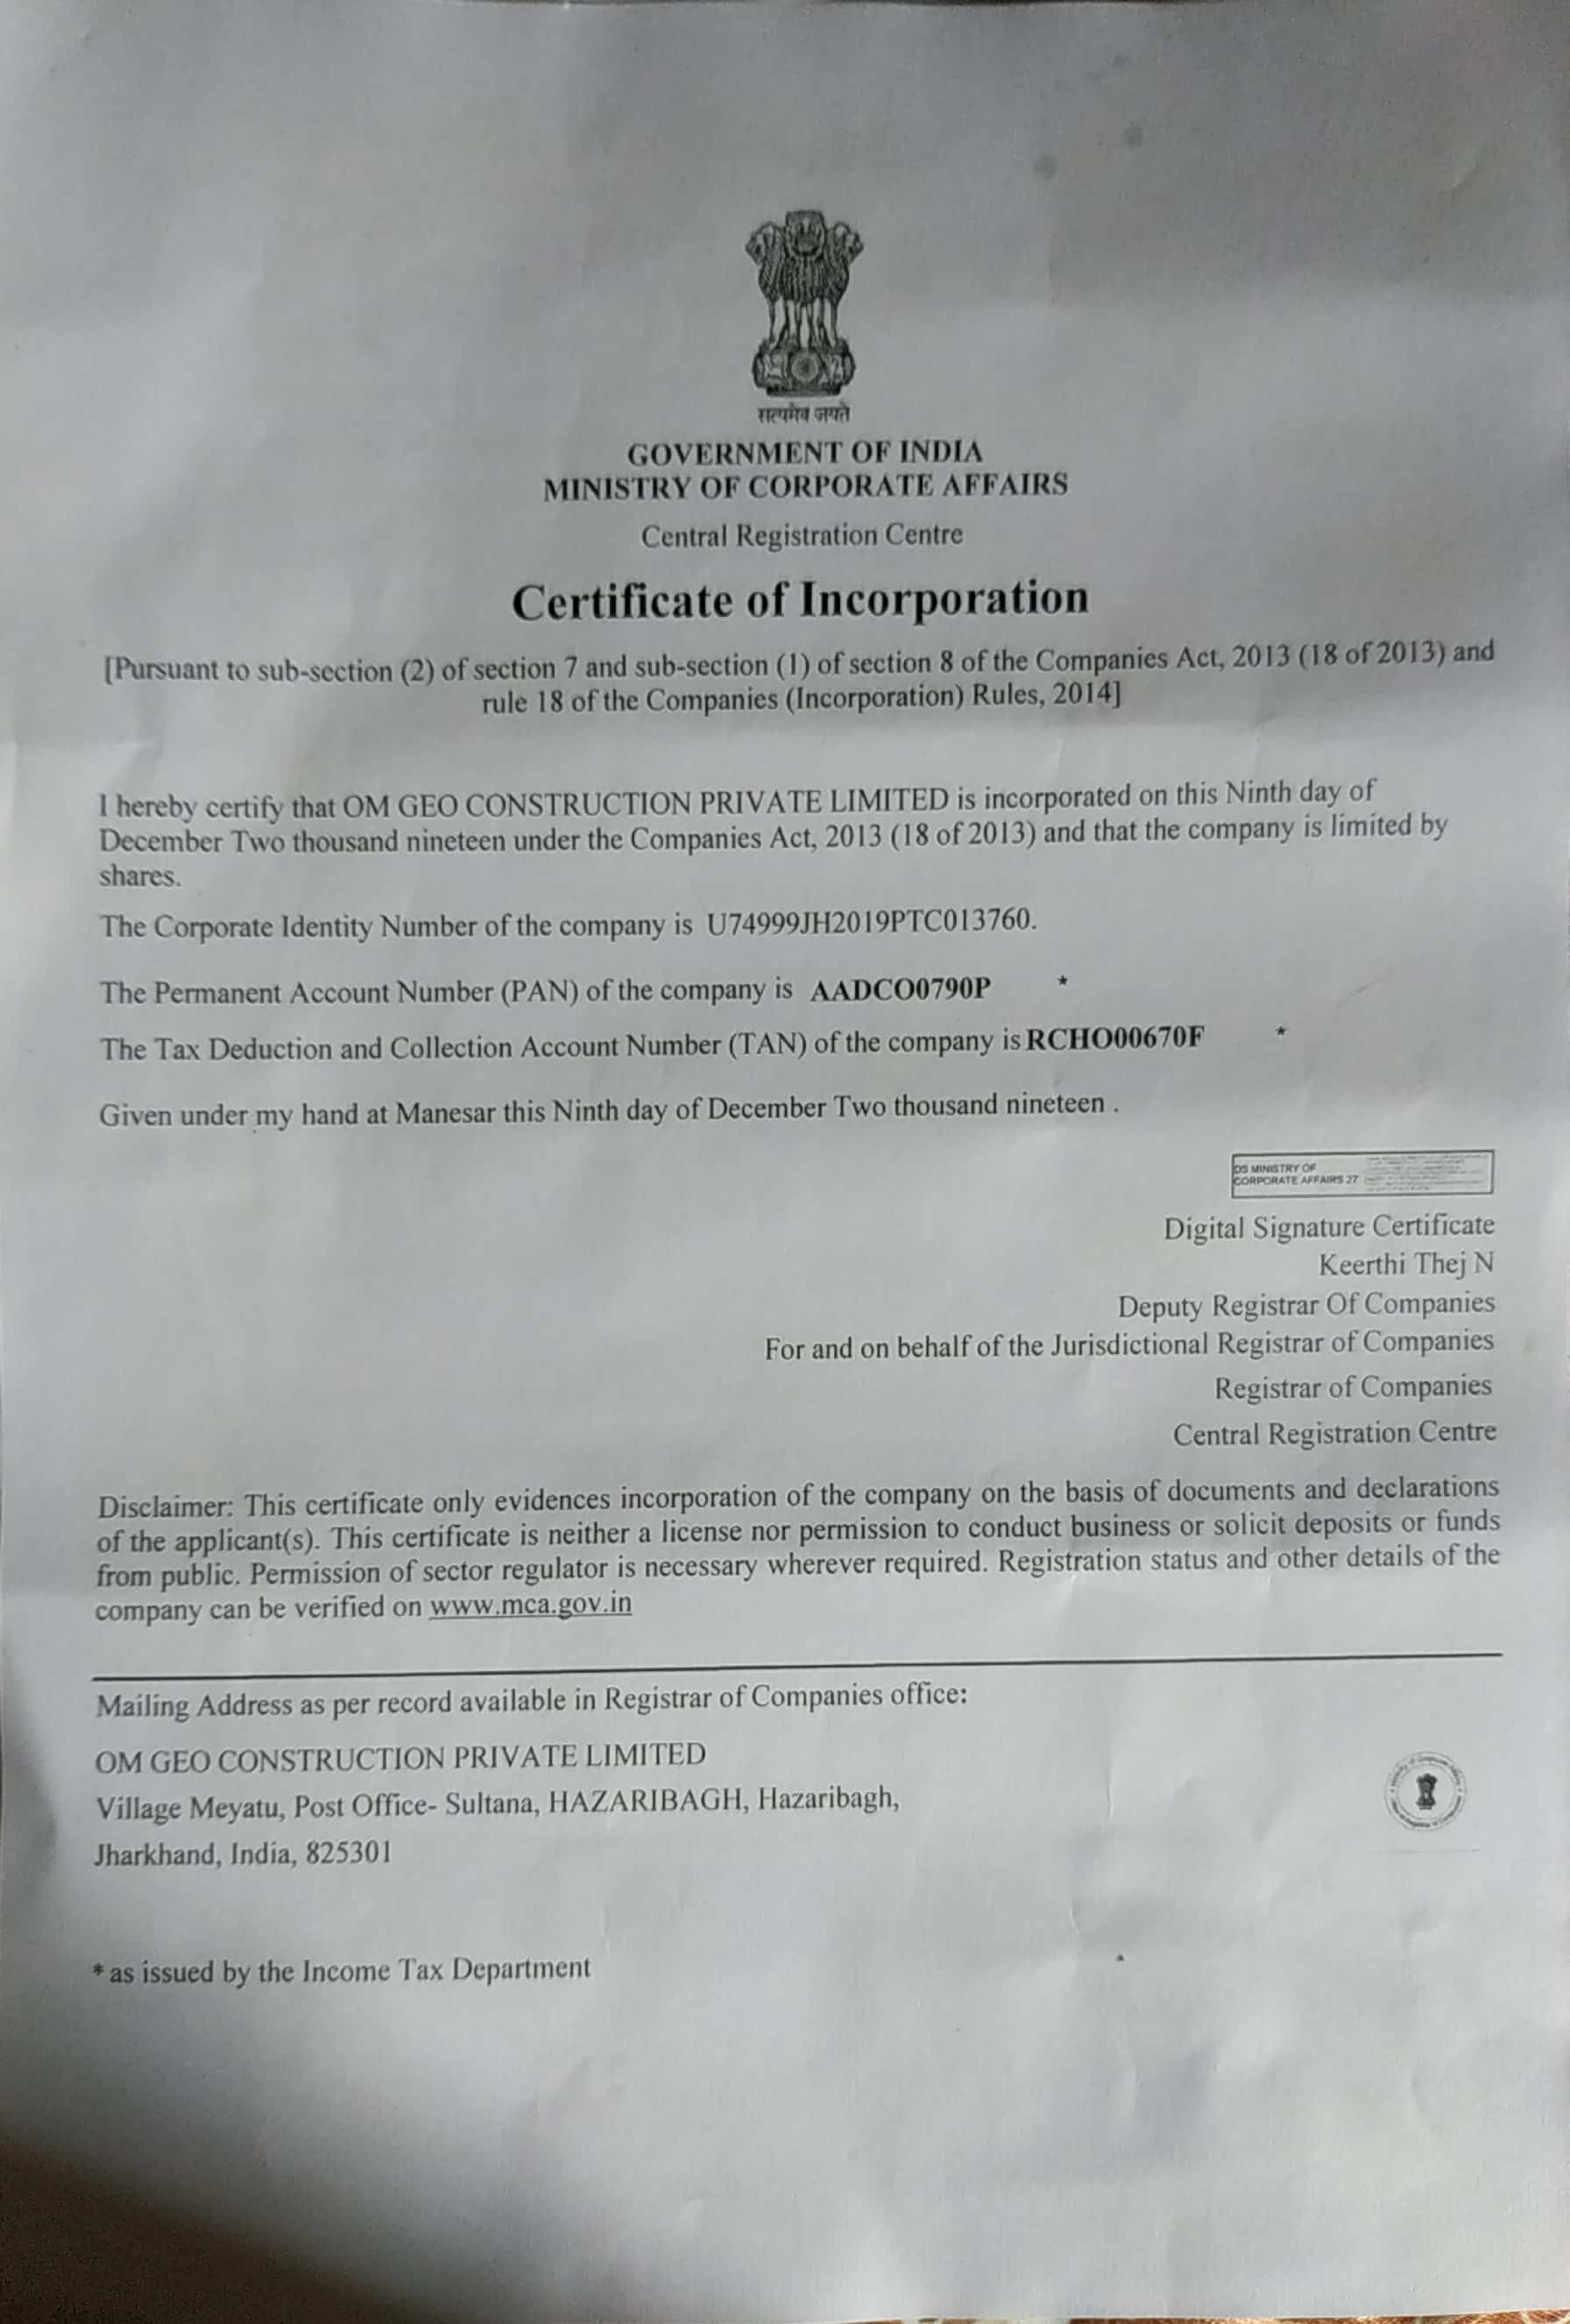 सत्यमेव जयते
GOVERNMENT OF INDIA
MINISTRY OF CORPORATE AFFAIRS
Central Registration Centre
Certificate of Incorporation
[Pursuant to sub-section (2) of section 7 and sub-section (1) of section 8 of the Companies Act, 2013 (18 of 2013) and
rule 18 of the Companies (Incorporation) Rules, 2014]
I hereby certify that OM GEO CONSTRUCTION PRIVATE LIMITED is incorporated on this Ninth day of
December Two thousand nineteen under the Companies Act, 2013 (18 of 2013) and that the company is limited by
shares.
The Corporate Identity Number of the company is U74999JH2019PTC013760.
The Permanent Account Number (PAN) of the company is AADCO0790P *
The Tax Deduction and Collection Account Number (TAN) of the company is RCHO00670F *
Given under my hand at Manesar this Ninth day of December Two thousand nineteen .
DS MINISTRY OF
CORPORATE AFFAIRS 27
Digital Signature Certificate
Keerthi Thej N
Deputy Registrar Of Companies
For and on behalf of the Jurisdictional Registrar of Companies
Registrar of Companies
Central Registration Centre
Disclaimer: This certificate only evidences incorporation of the company on the basis of documents and declarations
of the applicant(s). This certificate is neither a license nor permission to conduct business or solicit deposits or funds
from public. Permission of sector regulator is necessary wherever required. Registration status and other details of the
company can be verified on www.mca.gov.in
Mailing Address as per record available in Registrar of Companies office:
OM GEO CONSTRUCTION PRIVATE LIMITED
Village Meyatu, Post Office- Sultana, HAZARIBAGH, Hazaribagh,
Jharkhand, India, 825301
* as issued by the Income Tax Department